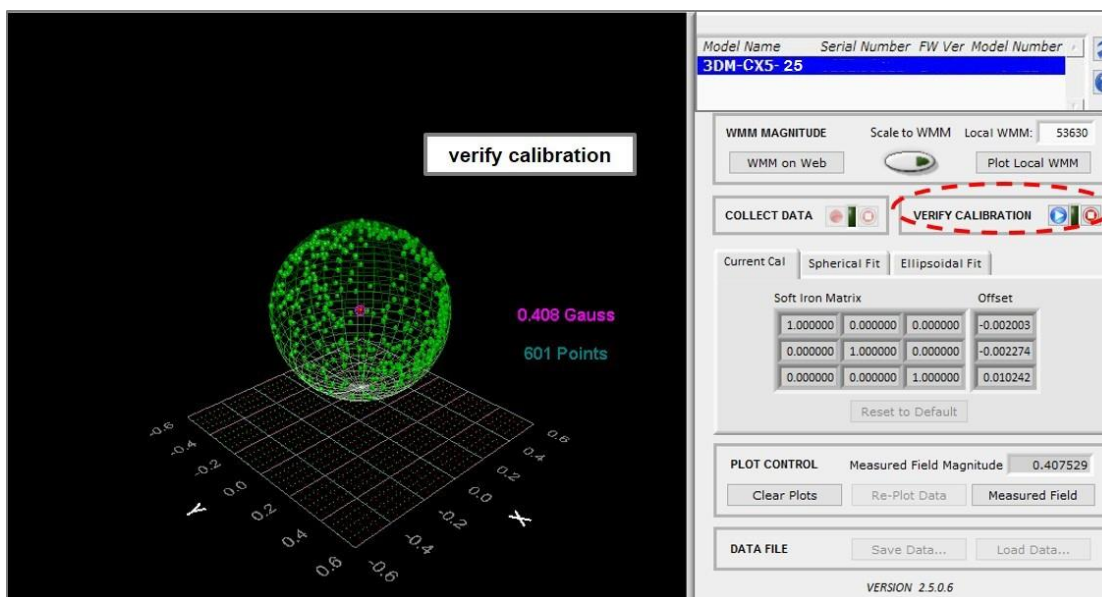 verify calibration
0.408 Gauss
601 Points
-0.6
-0.4
-0.2
0.0
0.2
0.4
0.6
Y
0.6
0.4
0.2
0.0
-0.2
-0.4
-0.6
X
Model Name Serial Number FW Ver Model Number
3DM-CX5-25
WMM MAGNITUDE Scale to WMM Local WMM: 53630
WMM on Web Plot Local WMM
COLLECT DATA VERIFY CALIBRATION
Current Cal Spherical Fit Ellipsoidal Fit
Soft Iron Matrix Offset
1.000000 0.000000 0.000000 -0.002003
0.000000 1.000000 0.000000 -0.002274
0.000000 0.000000 1.000000 0.010242
Reset to Default
PLOT CONTROL Measured Field Magnitude 0.407529
Clear Plots Re-Plot Data Measured Field
DATA FILE Save Data... Load Data...
VERSION 2.5.0.6